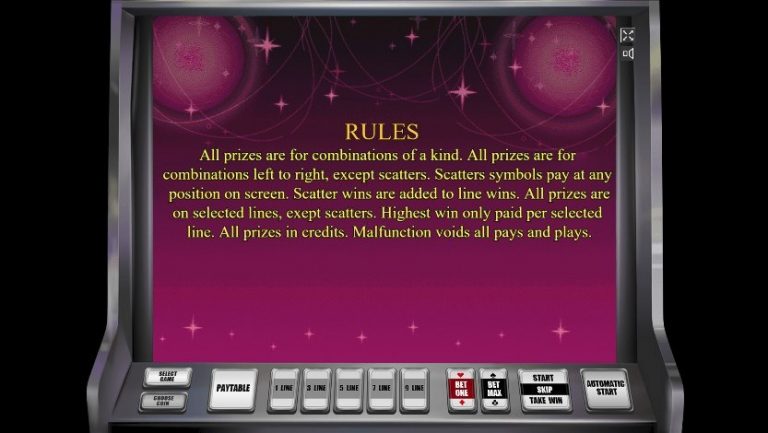 RULES
All prizes are for combinations of a kind. All prizes are for
combinations left to right, except scatters. Scatters symbols pay at any
position on screen. Scatter wins are added to line wins. All prizes are
on selected lines, exept scatters. Highest win only paid per selected
line. All prizes in credits. Malfunction voids all pays and plays.
SELECT
GAME
CHOOSE
COIN
PAYTABLE
1 LINE
3 LINE
5 LINE
7 LINE
9 LINE
BET
ONE
BET
MAX
START
SKIP
TAKE WIN
AUTOMATIC
START